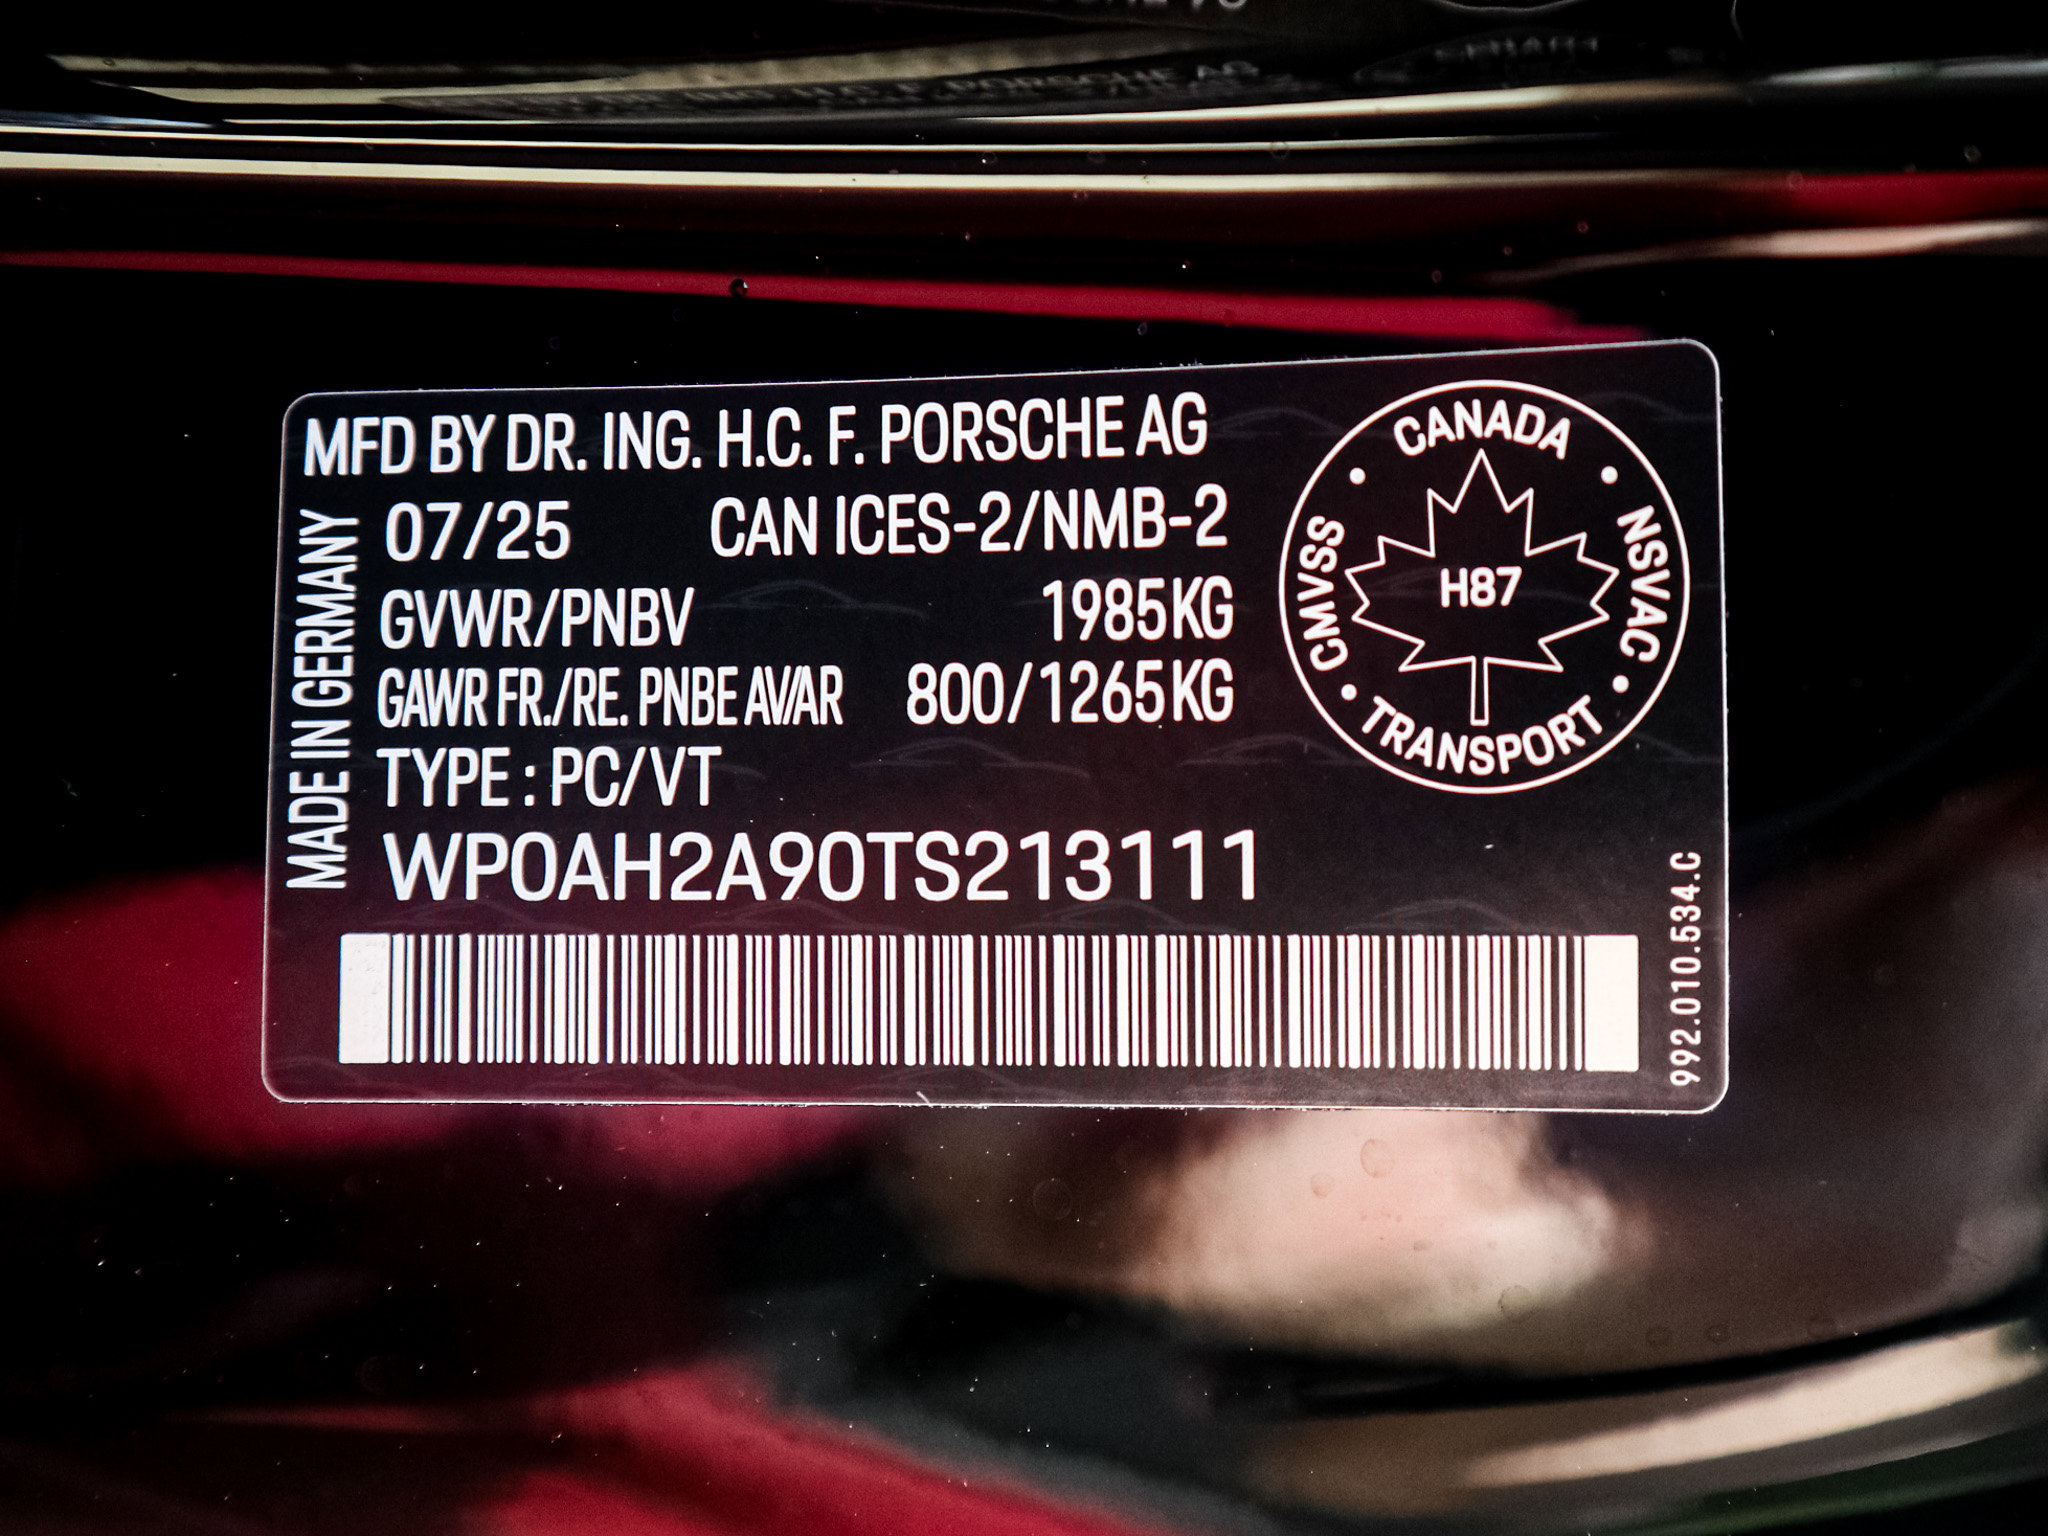 MFD BY DR. ING. H.C. F. PORSCHE AG
07/25 CAN ICES-2/NMB-2
GVWR/PNBV 1985KG
GAWR FR./RE. PNBE AV/AR 800/1265KG
TYPE : PC/VT
WP0AH2A90TS213111
MADE IN GERMANY
CANADA
NSVAC
TRANSPORT
CMVSS
H87
992.010.534.C